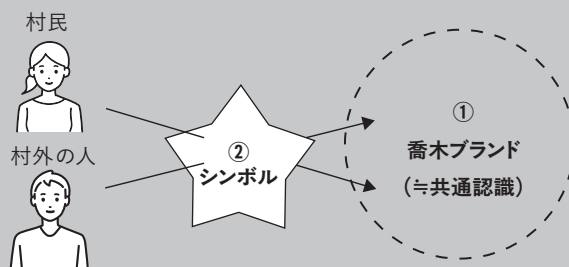 村民
村外の人
②
シンボル
①
喬木ブランド
（≒共通認識）